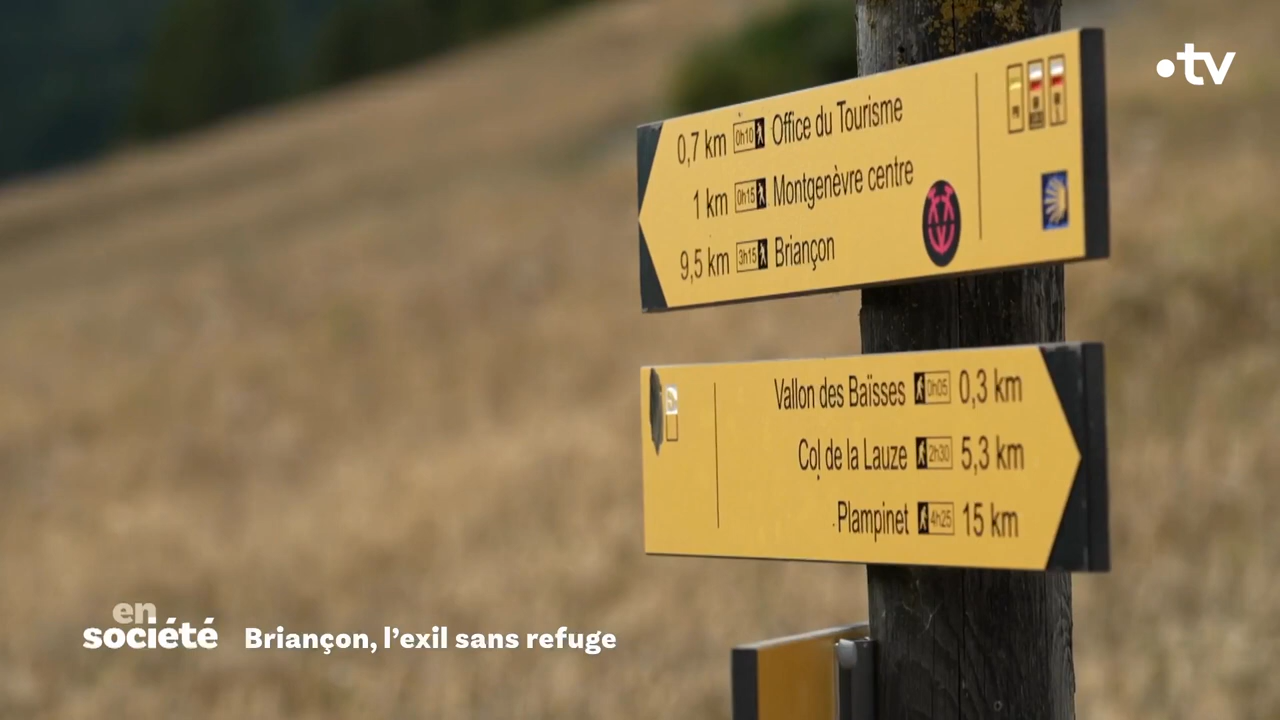 •tv
0,7 km 0h10 Office du Tourisme
1 km 0h15 Montgenèvre centre
9,5 km 3h15 Briançon
PR
Vallon des Baïsses 0h05 0,3 km
Col de la Lauze 2h30 5,3 km
Plampinet 4h25 15 km
en
société
Briançon, l'exil sans refuge